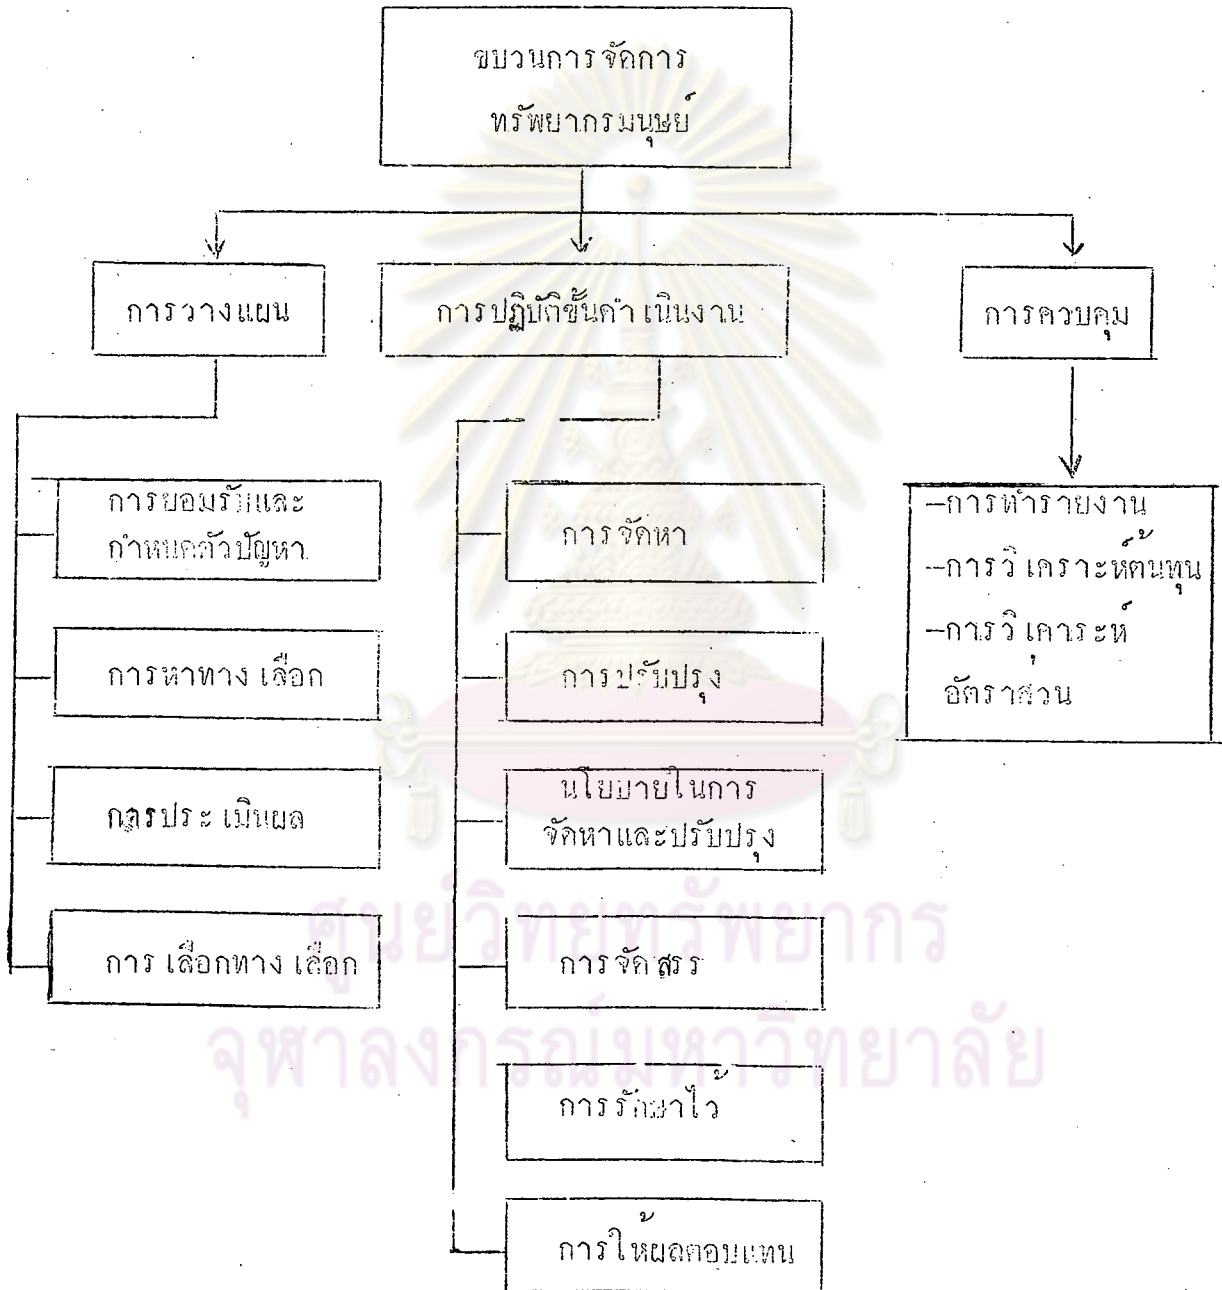 ขบวนการจัดการ
ทรัพยากรมนุษย์
การวางแผน
การปฏิบัติขั้นดำเนินงาน
การควบคุม
การยอมรับและ
กำหนดตัวปัญหา
การหาทางเลือก
การประเมินผล
การเลือกทางเลือก
การจัดหา
การปรับปรุง
นโยบายในการ
จัดหาและปรับปรุง
การจัดสรร
การรักษาไว้
การให้ผลตอบแทน
-การทำรายงาน
-การวิเคราะห์ต้นทุน
-การวิเคาระห์
อัตราส่วน
ศูนย์วิทยทรัพยากร
จุฬาลงกรณ์มหาวิทยาลัย